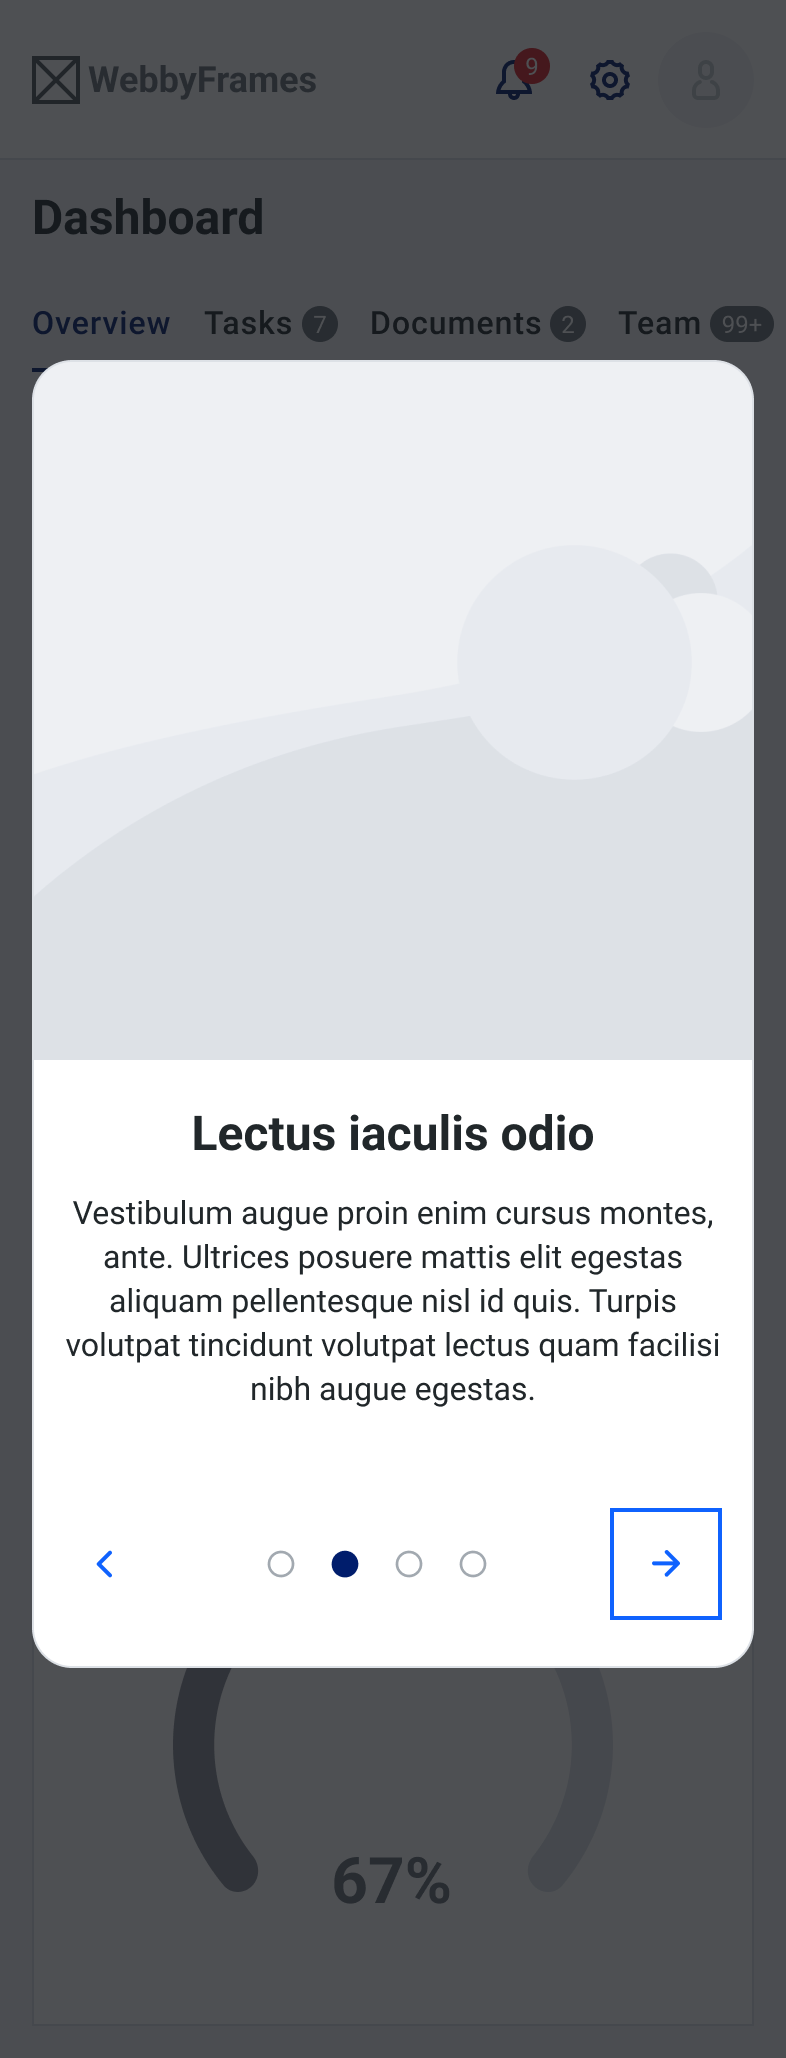 WebbyFrames
9
Dashboard
Overview Tasks 7 Documents 2 Team 99+
Lectus iaculis odio
Vestibulum augue proin enim cursus montes,
ante. Ultrices posuere mattis elit egestas
aliquam pellentesque nisl id quis. Turpis
volutpat tincidunt volutpat lectus quam facilisi
nibh augue egestas.
67%